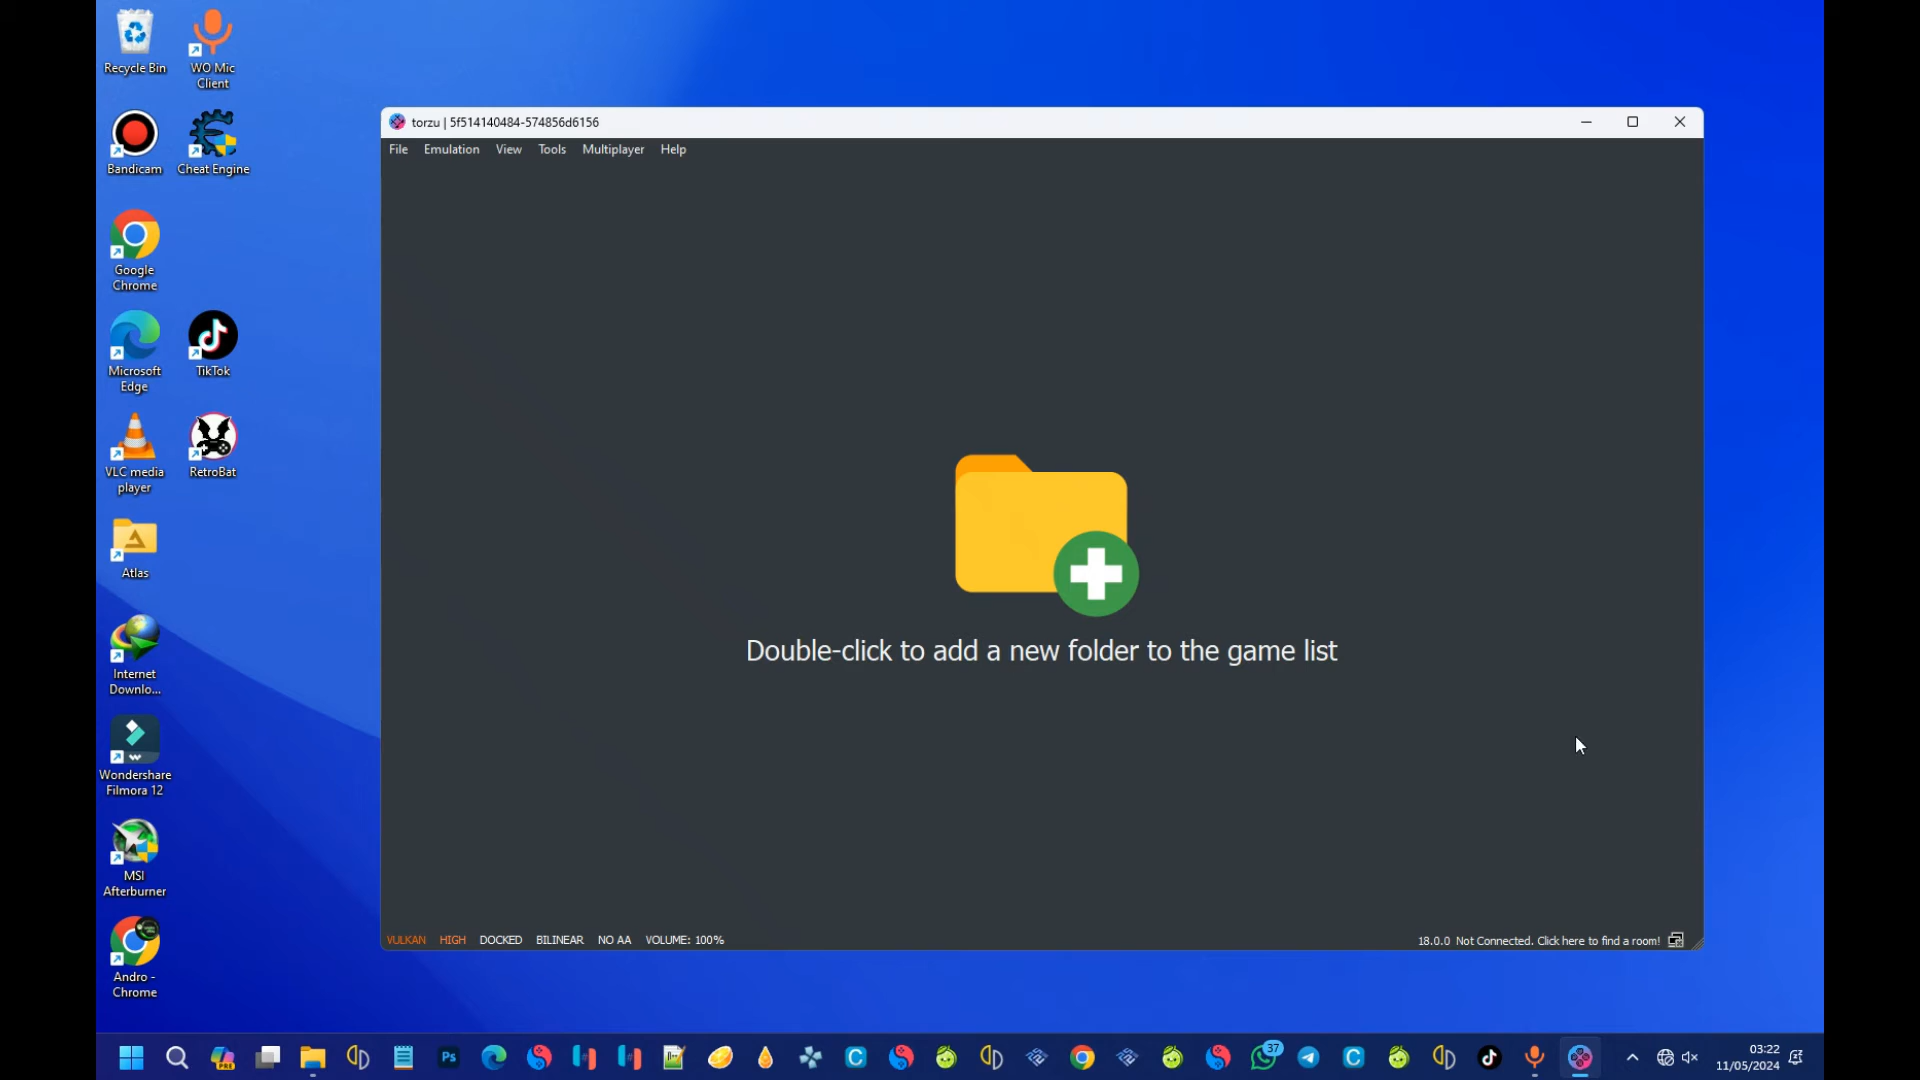 Recycle Bin
WO Mic
Client
Bandicam
Cheat Engine
Google
Chrome
Microsoft
Edge
TikTok
VLC media
player
RetroBat
Atlas
Internet
Downlo...
Wondershare
Filmora 12
MSI
Afterburner
Andro -
Chrome
torzu | 5f514140484-574856d6156
File Emulation View Tools Multiplayer Help
Double-click to add a new folder to the game list
VULKAN HIGH DOCKED BILINEAR NO AA VOLUME: 100%
18.0.0 Not Connected. Click here to find a room!
PRE
Ps
37
03:22
11/05/2024